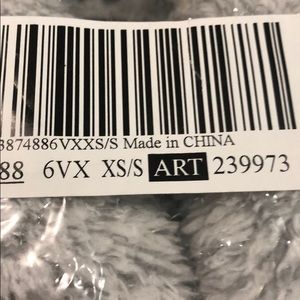 3874886VXXS/S Made in CHINA
88 6VX XS/S ART 239973